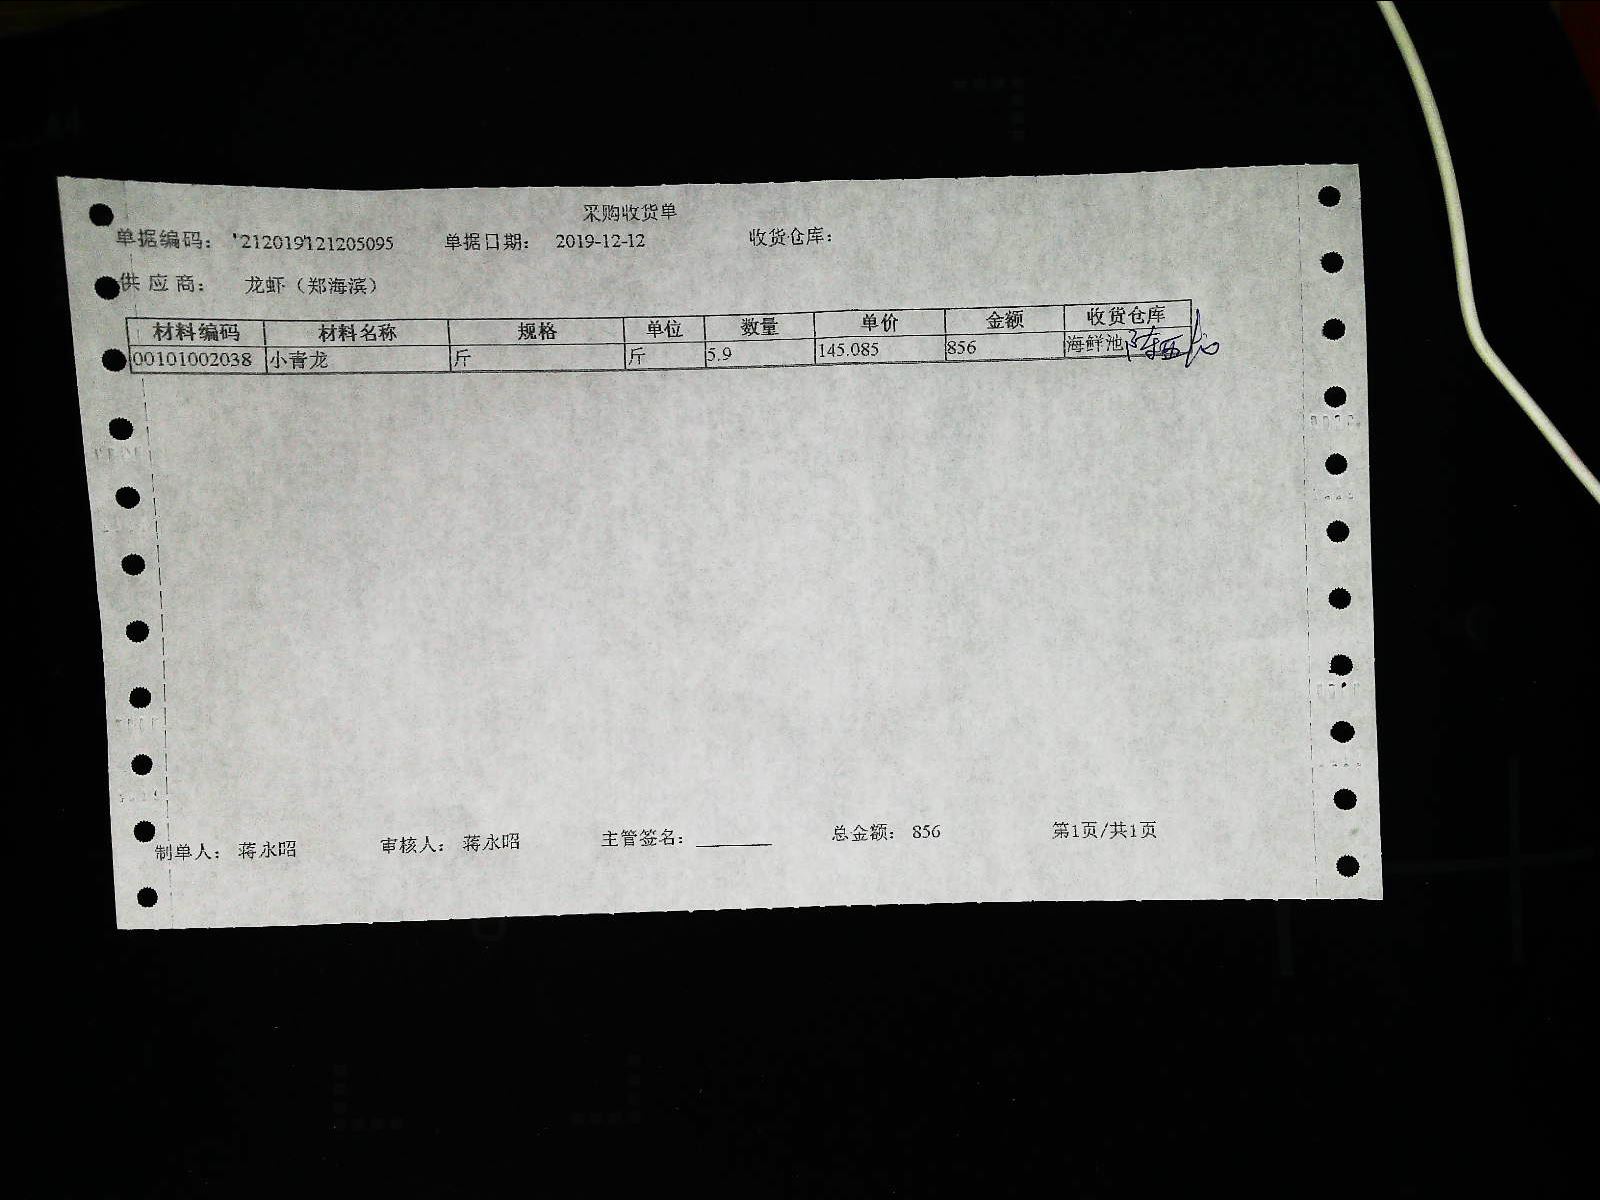 采购收货单
单据编码: '212019121205095 单据日期: 2019-12-12 收货仓库:
供应商: 龙虾（郑海滨）
材料编码 材料名称 规格 单位 数量 单价 金额 收货仓库
00101002038 小青龙 斤 斤 5.9 145.085 856 海鲜池
制单人: 蒋永昭 审核人: 蒋永昭 主管签名: 总金额: 856 第1页/共1页